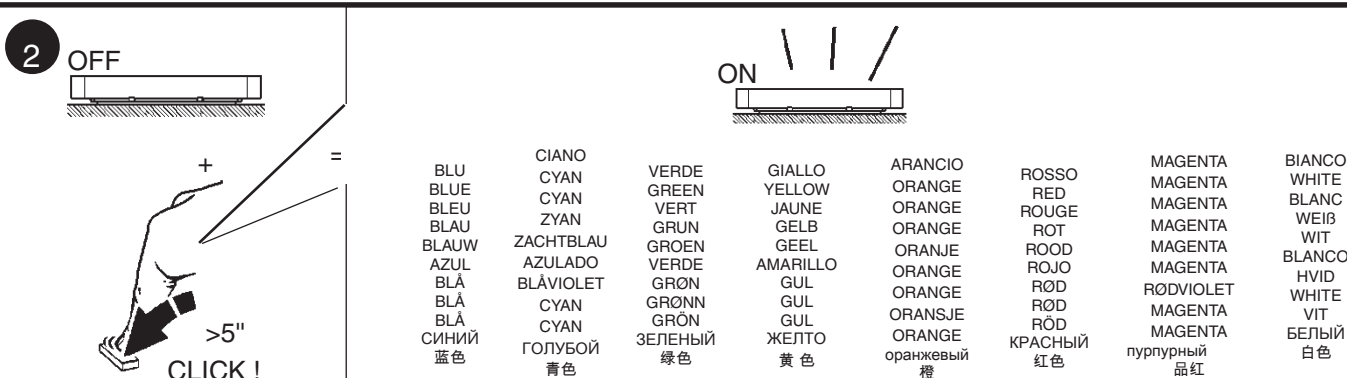 2
OFF
+
=
>5"
CLICK !
ON
BLU
BLUE
BLEU
BLAU
BLAUW
AZUL
BLÅ
BLÅ
BLÅ
СИНИЙ
蓝色
CIANO
CYAN
CYAN
ZYAN
ZACHTBLAU
AZULADO
BLÅVIOLET
CYAN
CYAN
ГОЛУБОЙ
青色
VERDE
GREEN
VERT
GRUN
GROEN
VERDE
GRØN
GRØNN
GRÖN
ЗЕЛЕНЫЙ
绿色
GIALLO
YELLOW
JAUNE
GELB
GEEL
AMARILLO
GUL
GUL
GUL
ЖЕЛТО
黄 色
ARANCIO
ORANGE
ORANGE
ORANGE
ORANJE
ORANGE
ORANGE
ORANSJE
ORANGE
оранжевый
橙
ROSSO
RED
ROUGE
ROT
ROOD
ROJO
RØD
RØD
RÖD
КРАСНЫЙ
红色
MAGENTA
MAGENTA
MAGENTA
MAGENTA
MAGENTA
MAGENTA
RØDVIOLET
MAGENTA
MAGENTA
пурпурный
品红
BIANCO
WHITE
BLANC
WEIß
WIT
BLANCO
HVID
WHITE
VIT
БЕЛЫЙ
白色